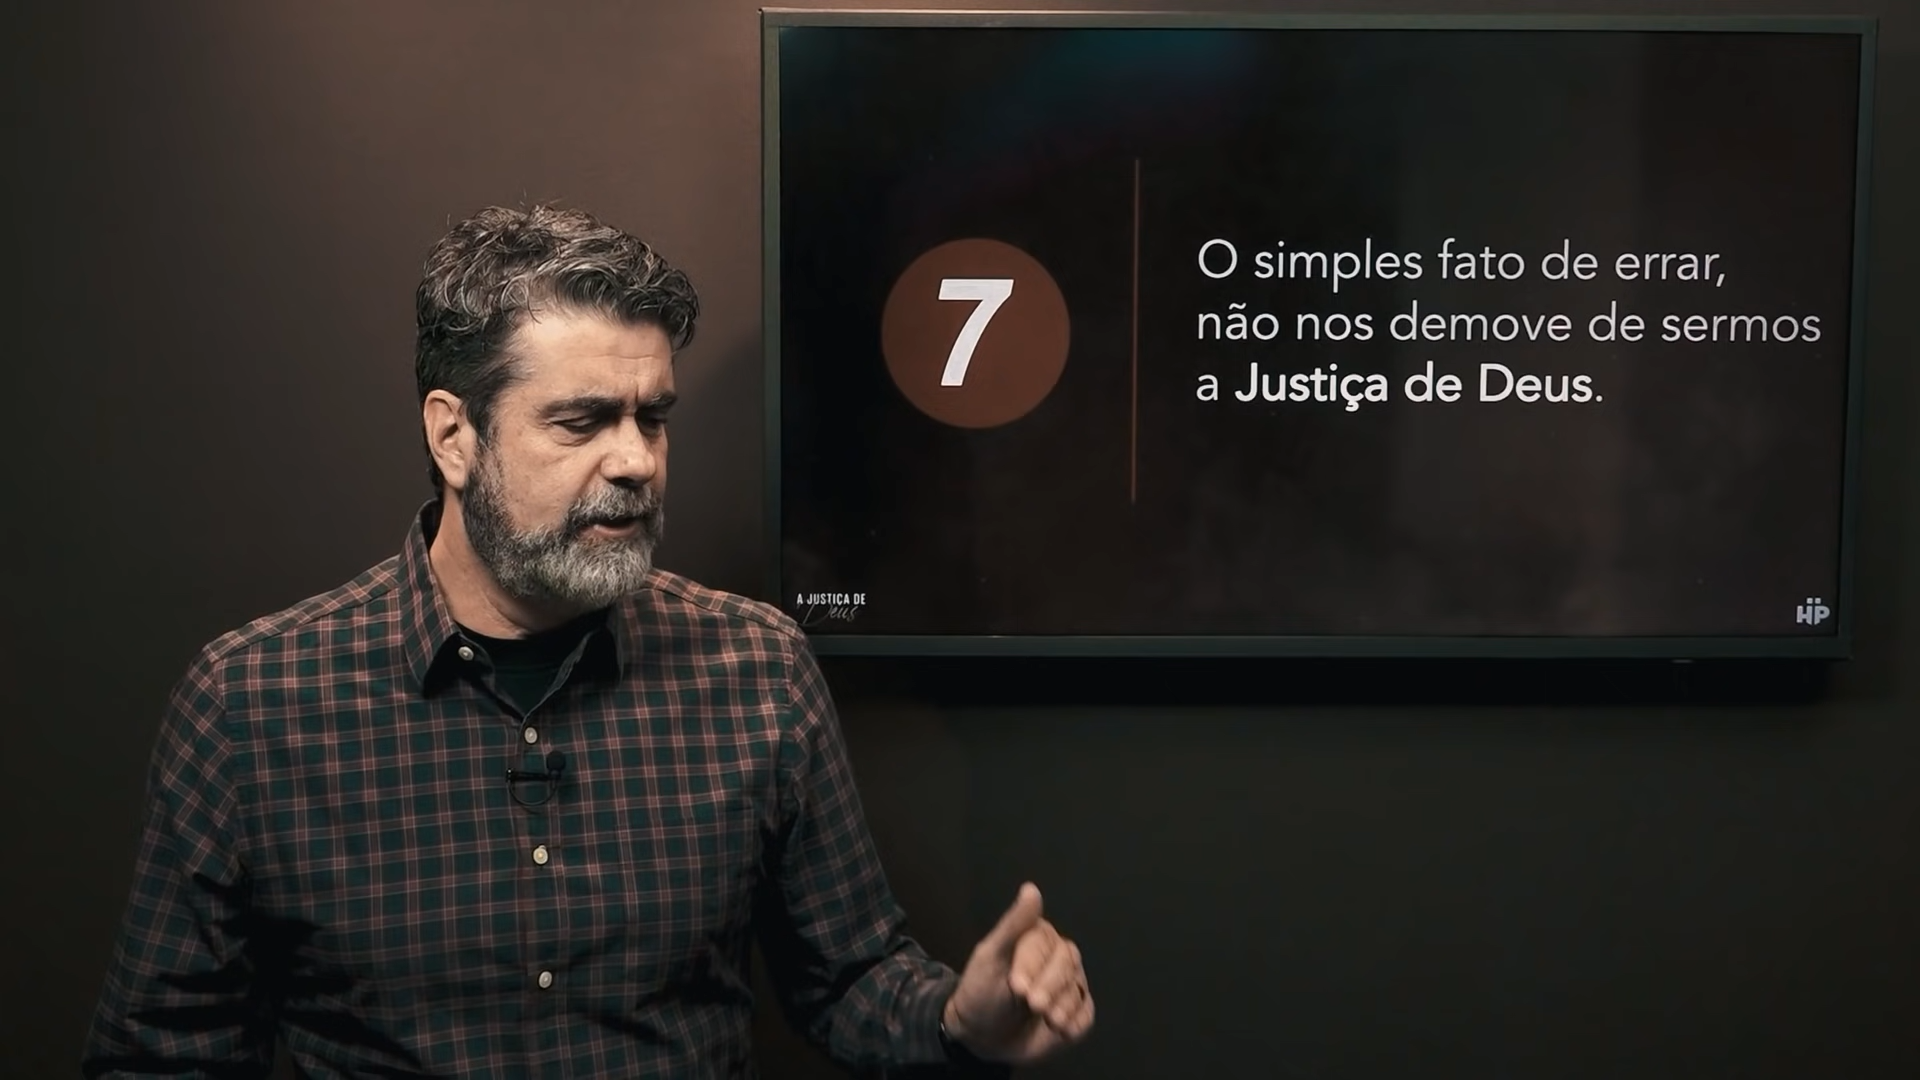 7
O simples fato de errar,
não nos demove de sermos
a Justiça de Deus.
A JUSTIÇA DE
Deus
HP